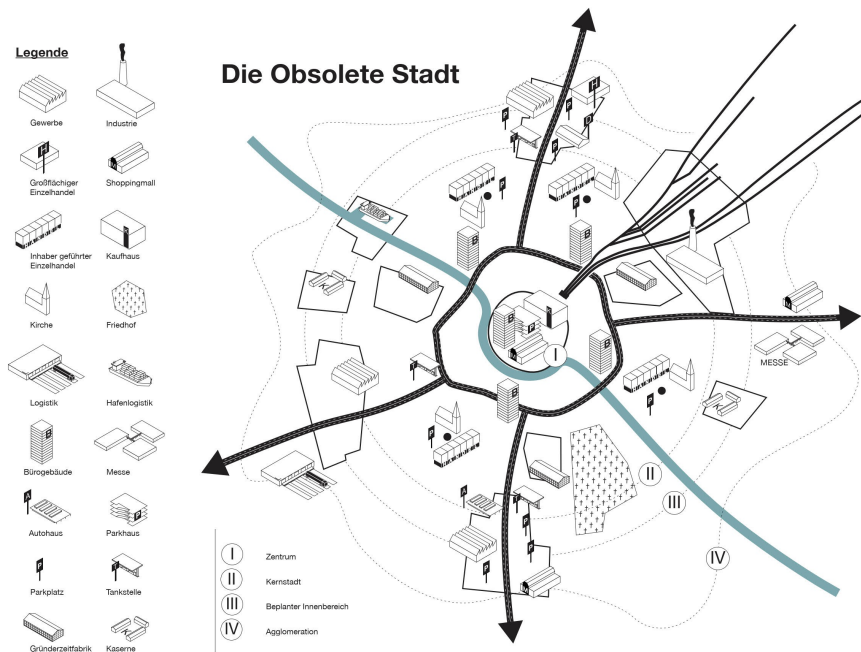 Die Obsolete Stadt
Legende
Gewerbe
Industrie
Großflächiger
Einzelhandel
Shoppingmall
Inhaber geführter
Einzelhandel
Kaufhaus
Kirche
Friedhof
Logistik
Hafenlogistik
Bürogebäude
Messe
Autohaus
Parkhaus
Parkplatz
Tankstelle
Gründerzeitfabrik
Kaserne
MESSE
I
II
III
IV
I Zentrum
II Kernstadt
III Beplanter Innenbereich
IV Agglomeration